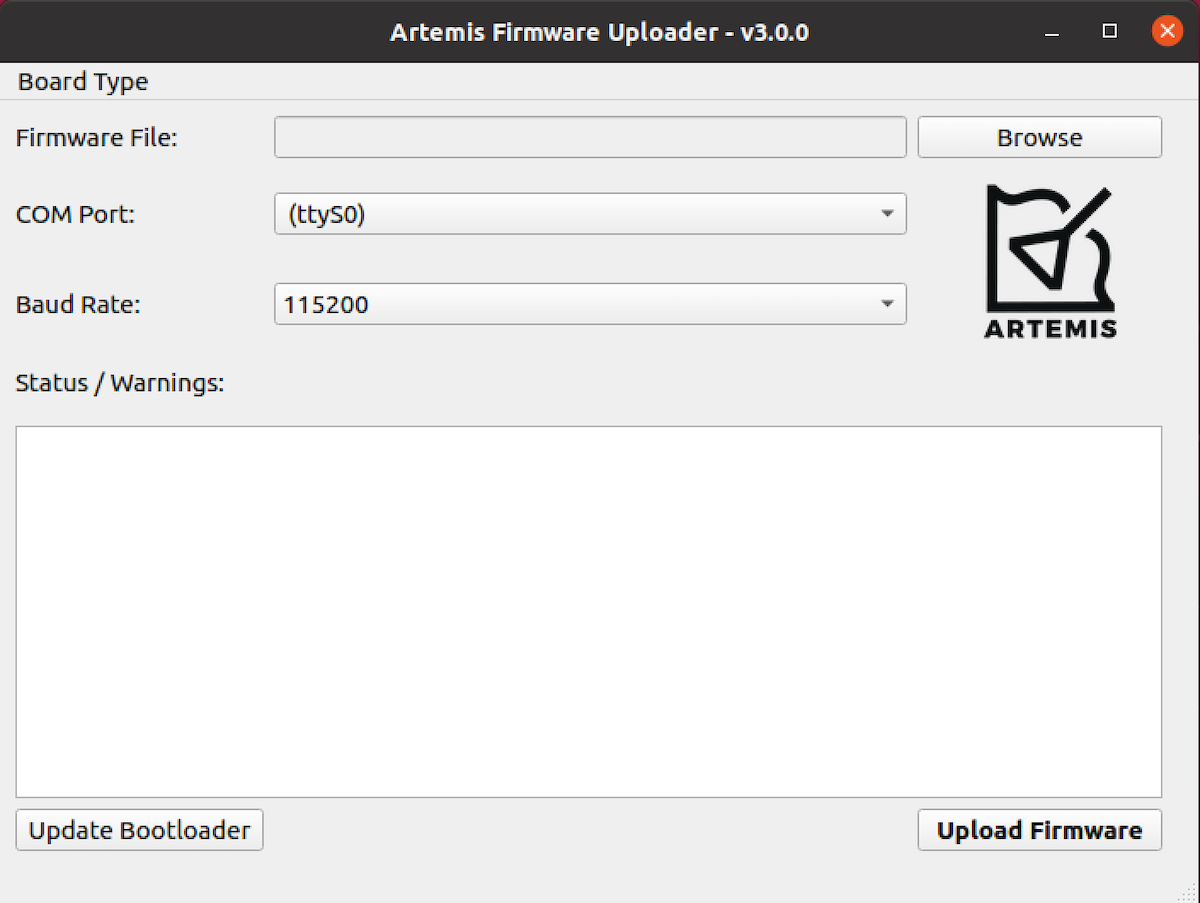 Artemis Firmware Uploader - v3.0.0
Board Type
Firmware File:
Browse
COM Port:
(ttyS0)
Baud Rate:
115200
ARTEMIS
Status / Warnings:
Update Bootloader
Upload Firmware